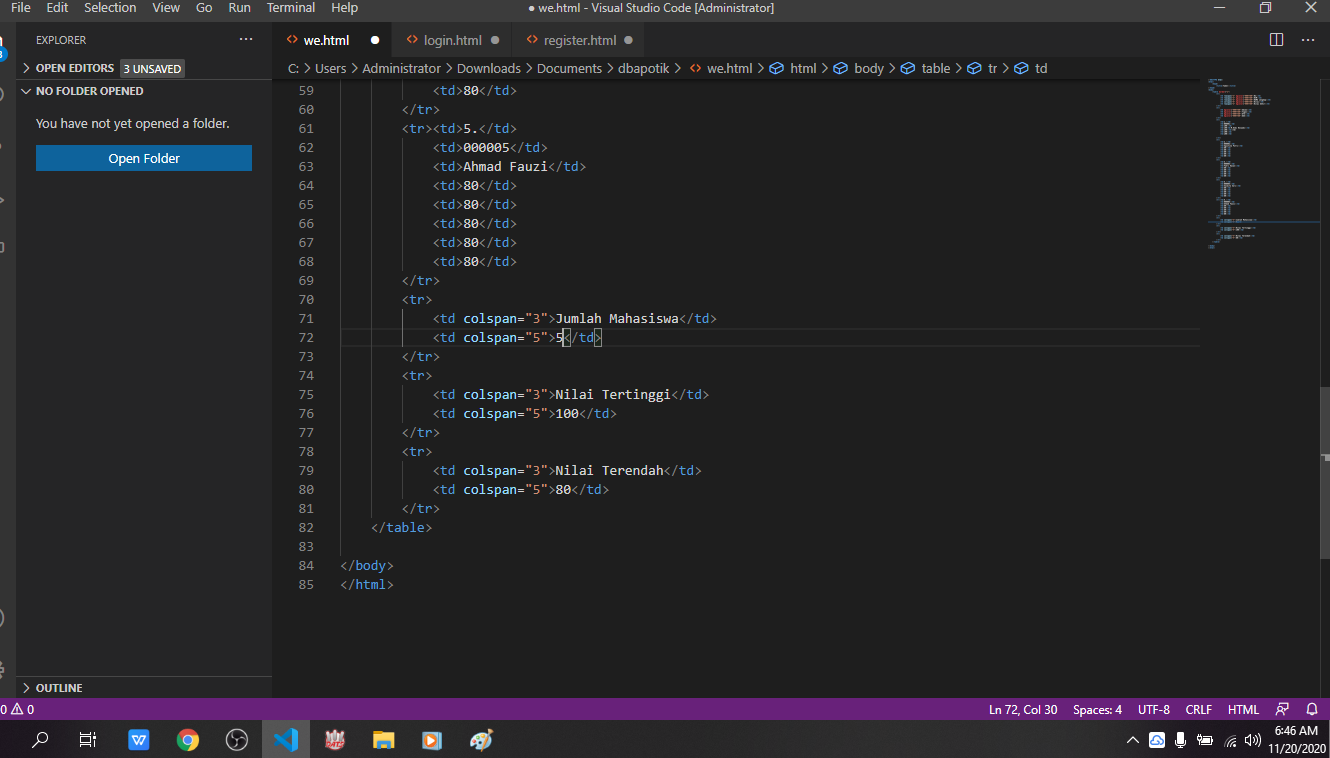 File Edit Selection View Go Run Terminal Help ● we.html - Visual Studio Code [Administrator]
EXPLORER ···
we.html ● login.html ● register.html ●
OPEN EDITORS 3 UNSAVED
C: > Users > Administrator > Downloads > Documents > dbapotik > we.html > html > body > table > tr > td
NO FOLDER OPENED
You have not yet opened a folder.
Open Folder
59 <td>80</td>
60 </tr>
61 <tr><td>5.</td>
62 <td>000005</td>
63 <td>Ahmad Fauzi</td>
64 <td>80</td>
65 <td>80</td>
66 <td>80</td>
67 <td>80</td>
68 <td>80</td>
69 </tr>
70 <tr>
71 <td colspan="3">Jumlah Mahasiswa</td>
72 <td colspan="5">5</td>
73 </tr>
74 <tr>
75 <td colspan="3">Nilai Tertinggi</td>
76 <td colspan="5">100</td>
77 </tr>
78 <tr>
79 <td colspan="3">Nilai Terendah</td>
80 <td colspan="5">80</td>
81 </tr>
82 </table>
83
84 </body>
85 </html>
OUTLINE
0 0 Ln 72, Col 30 Spaces: 4 UTF-8 CRLF HTML
6:46 AM
11/20/2020